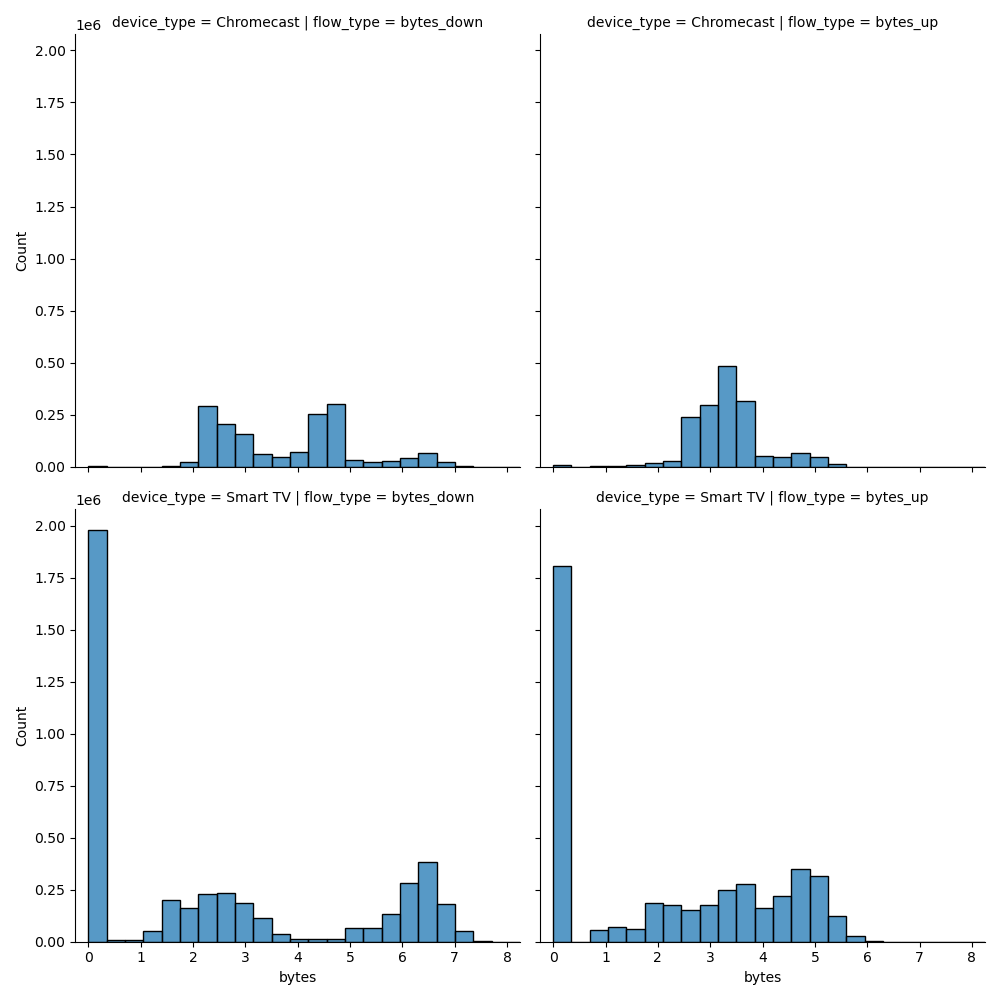 device_type = Chromecast | flow_type = bytes_down
device_type = Chromecast | flow_type = bytes_up
1e6
2.00
1.75
1.50
1.25
1.00
0.75
0.50
0.25
0.00
Count
device_type = Smart TV | flow_type = bytes_down
device_type = Smart TV | flow_type = bytes_up
1e6
2.00
1.75
1.50
1.25
1.00
0.75
0.50
0.25
0.00
Count
0 1 2 3 4 5 6 7 8
bytes
0 1 2 3 4 5 6 7 8
bytes